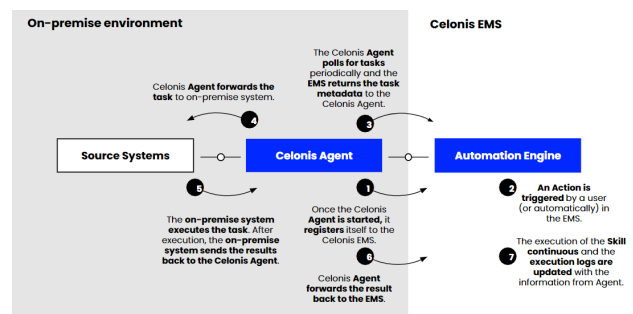 On-premise environment
Celonis EMS
The Celonis Agent
polls for tasks
periodically and the
EMS returns the task
metadata to the
Celonis Agent.
Celonis Agent forwards the
task to on-premise system.
4
3
Source Systems
Celonis Agent
Automation Engine
5
1
2
The on-premise system
executes the task. After
execution, the on-premise
system sends the results
back to the Celonis Agent.
Once the Celonis
Agent is started, it
registers itself to the
Celonis EMS.
An Action is
triggered by a user
(or automatically) in
the EMS.
6
7
Celonis Agent
forwards the result
back to the EMS.
The execution of the Skill
continuous and the
execution logs are
updated with the
information from Agent.